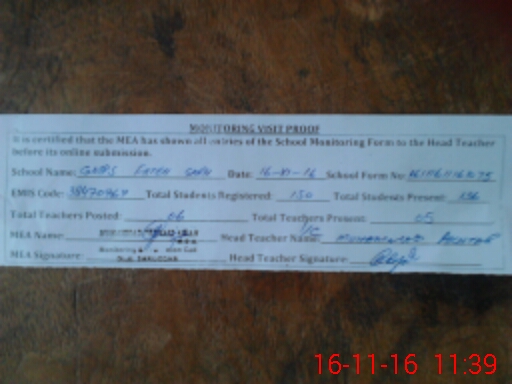 MONITORING VISIT PROOF
It is certified that the MEA has shown all entries of the School Monitoring Form to the Head Teacher
before its online submission.
School Name: GMPS Date: 16-XI-16 School Form No:
EMIS Code: Total Students Registered: 150 Total Students Present: 136
Total Teachers Posted: 06 Total Teachers Present: 05
MEA Name: I/C Head Teacher Name: MUHAMMAD
MEA Signature: Head Teacher Signature:
16-11-16 11:39